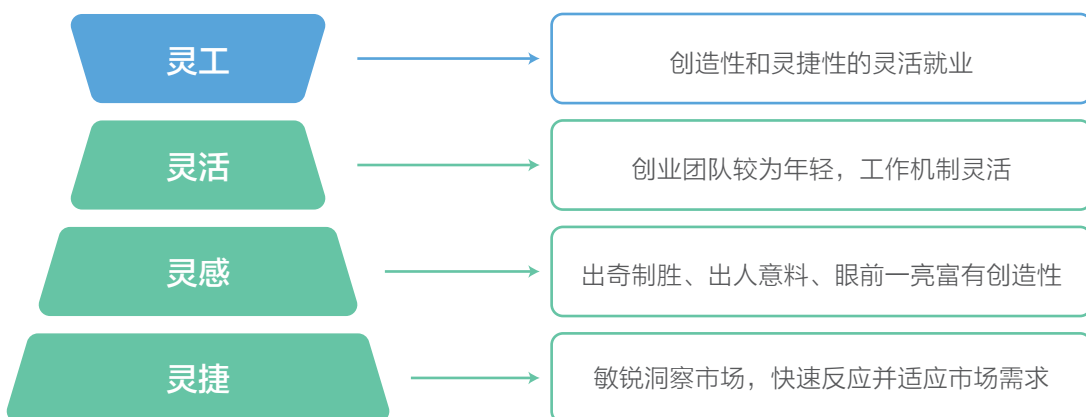 灵工
创造性和灵捷性的灵活就业
灵活
创业团队较为年轻，工作机制灵活
灵感
出奇制胜、出人意料、眼前一亮富有创造性
灵捷
敏锐洞察市场，快速反应并适应市场需求